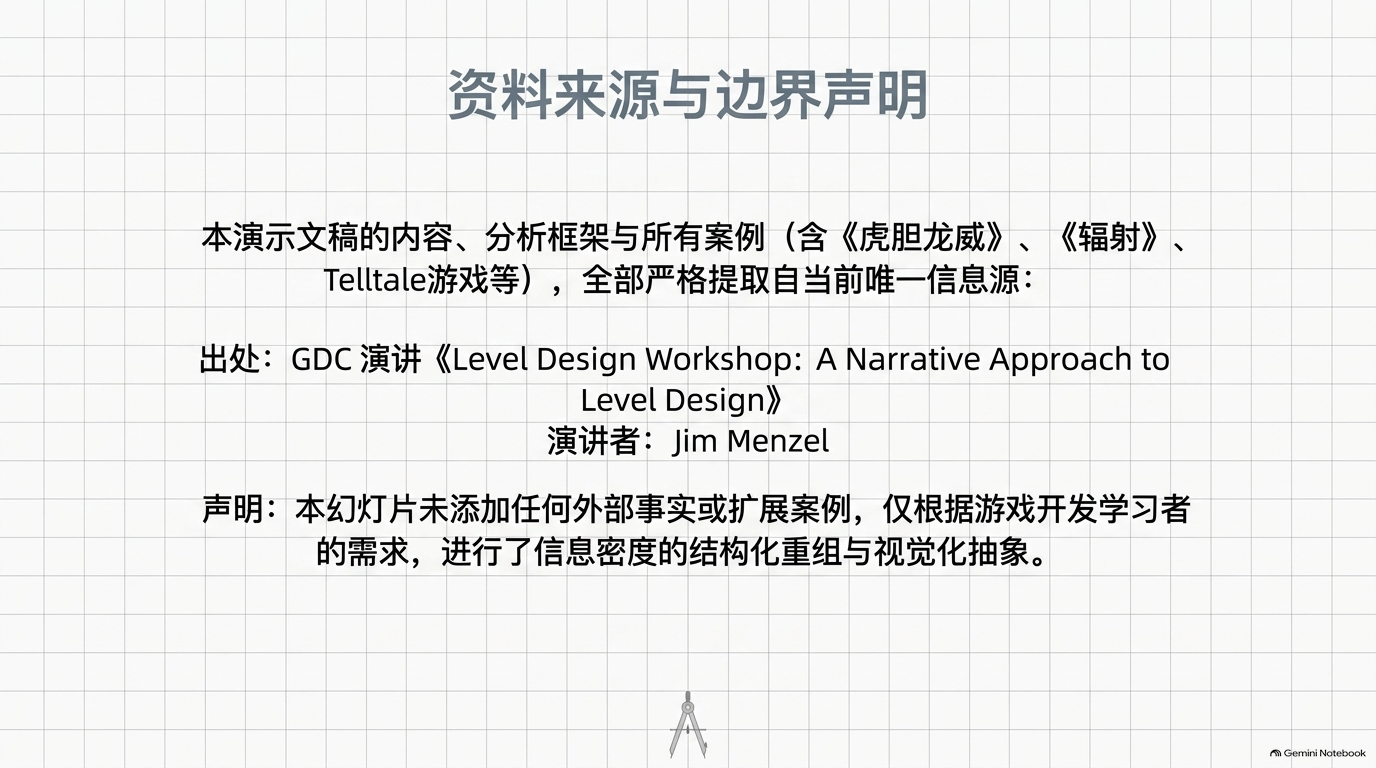 资料来源与边界声明
本演示文稿的内容、分析框架与所有案例（含《虎胆龙威》、《辐射》、
Telltale游戏等），全部严格提取自当前唯一信息源：
出处：GDC 演讲《Level Design Workshop: A Narrative Approach to
Level Design》
演讲者：Jim Menzel
声明：本幻灯片未添加任何外部事实或扩展案例，仅根据游戏开发学习者
的需求，进行了信息密度的结构化重组与视觉化抽象。
Gemini Notebook